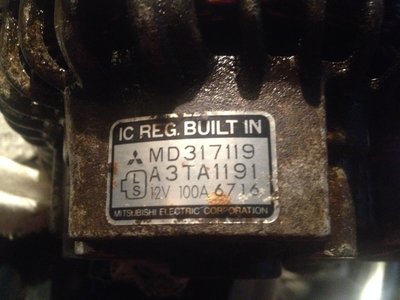 IC REG. BUILT IN
MD317119
A3TA1191
L
S
12V 100A 6716
MITSUBISHI ELECTRIC CORPORATION